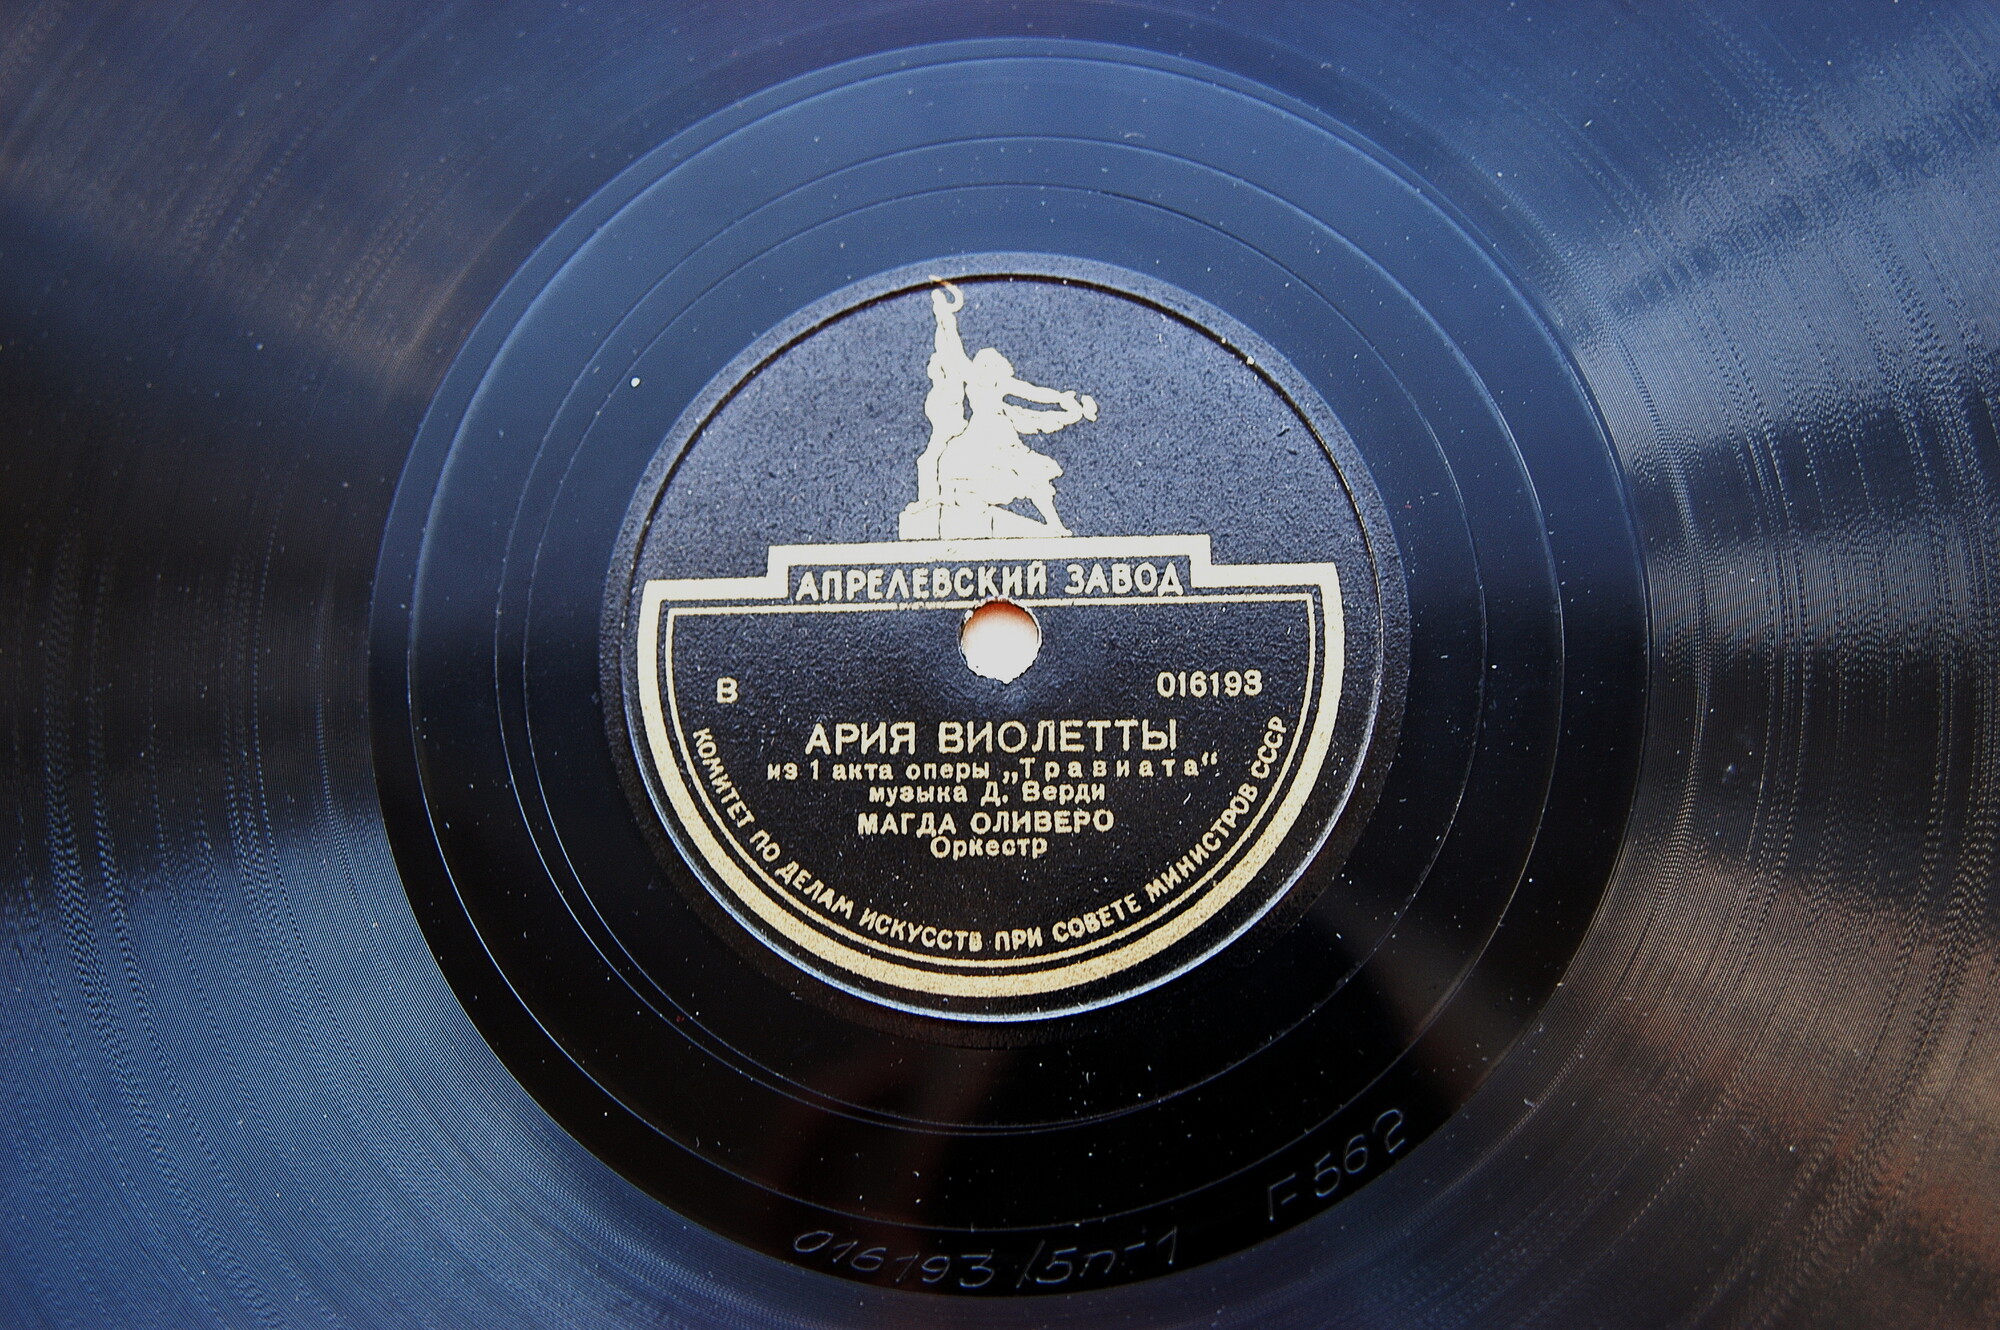 АПРЕЛЕВСКИЙ ЗАВОД
В 016193
АРИЯ ВИОЛЕТТЫ
из 1 акта оперы „Травиата“
музыка Д. Верди
МАГДА ОЛИВЕРО
Оркестр
КОМИТЕТ ПО ДЕЛАМ ИСКУССТВ ПРИ СОВЕТЕ МИНИСТРОВ СССР
016193/5п-1 F562